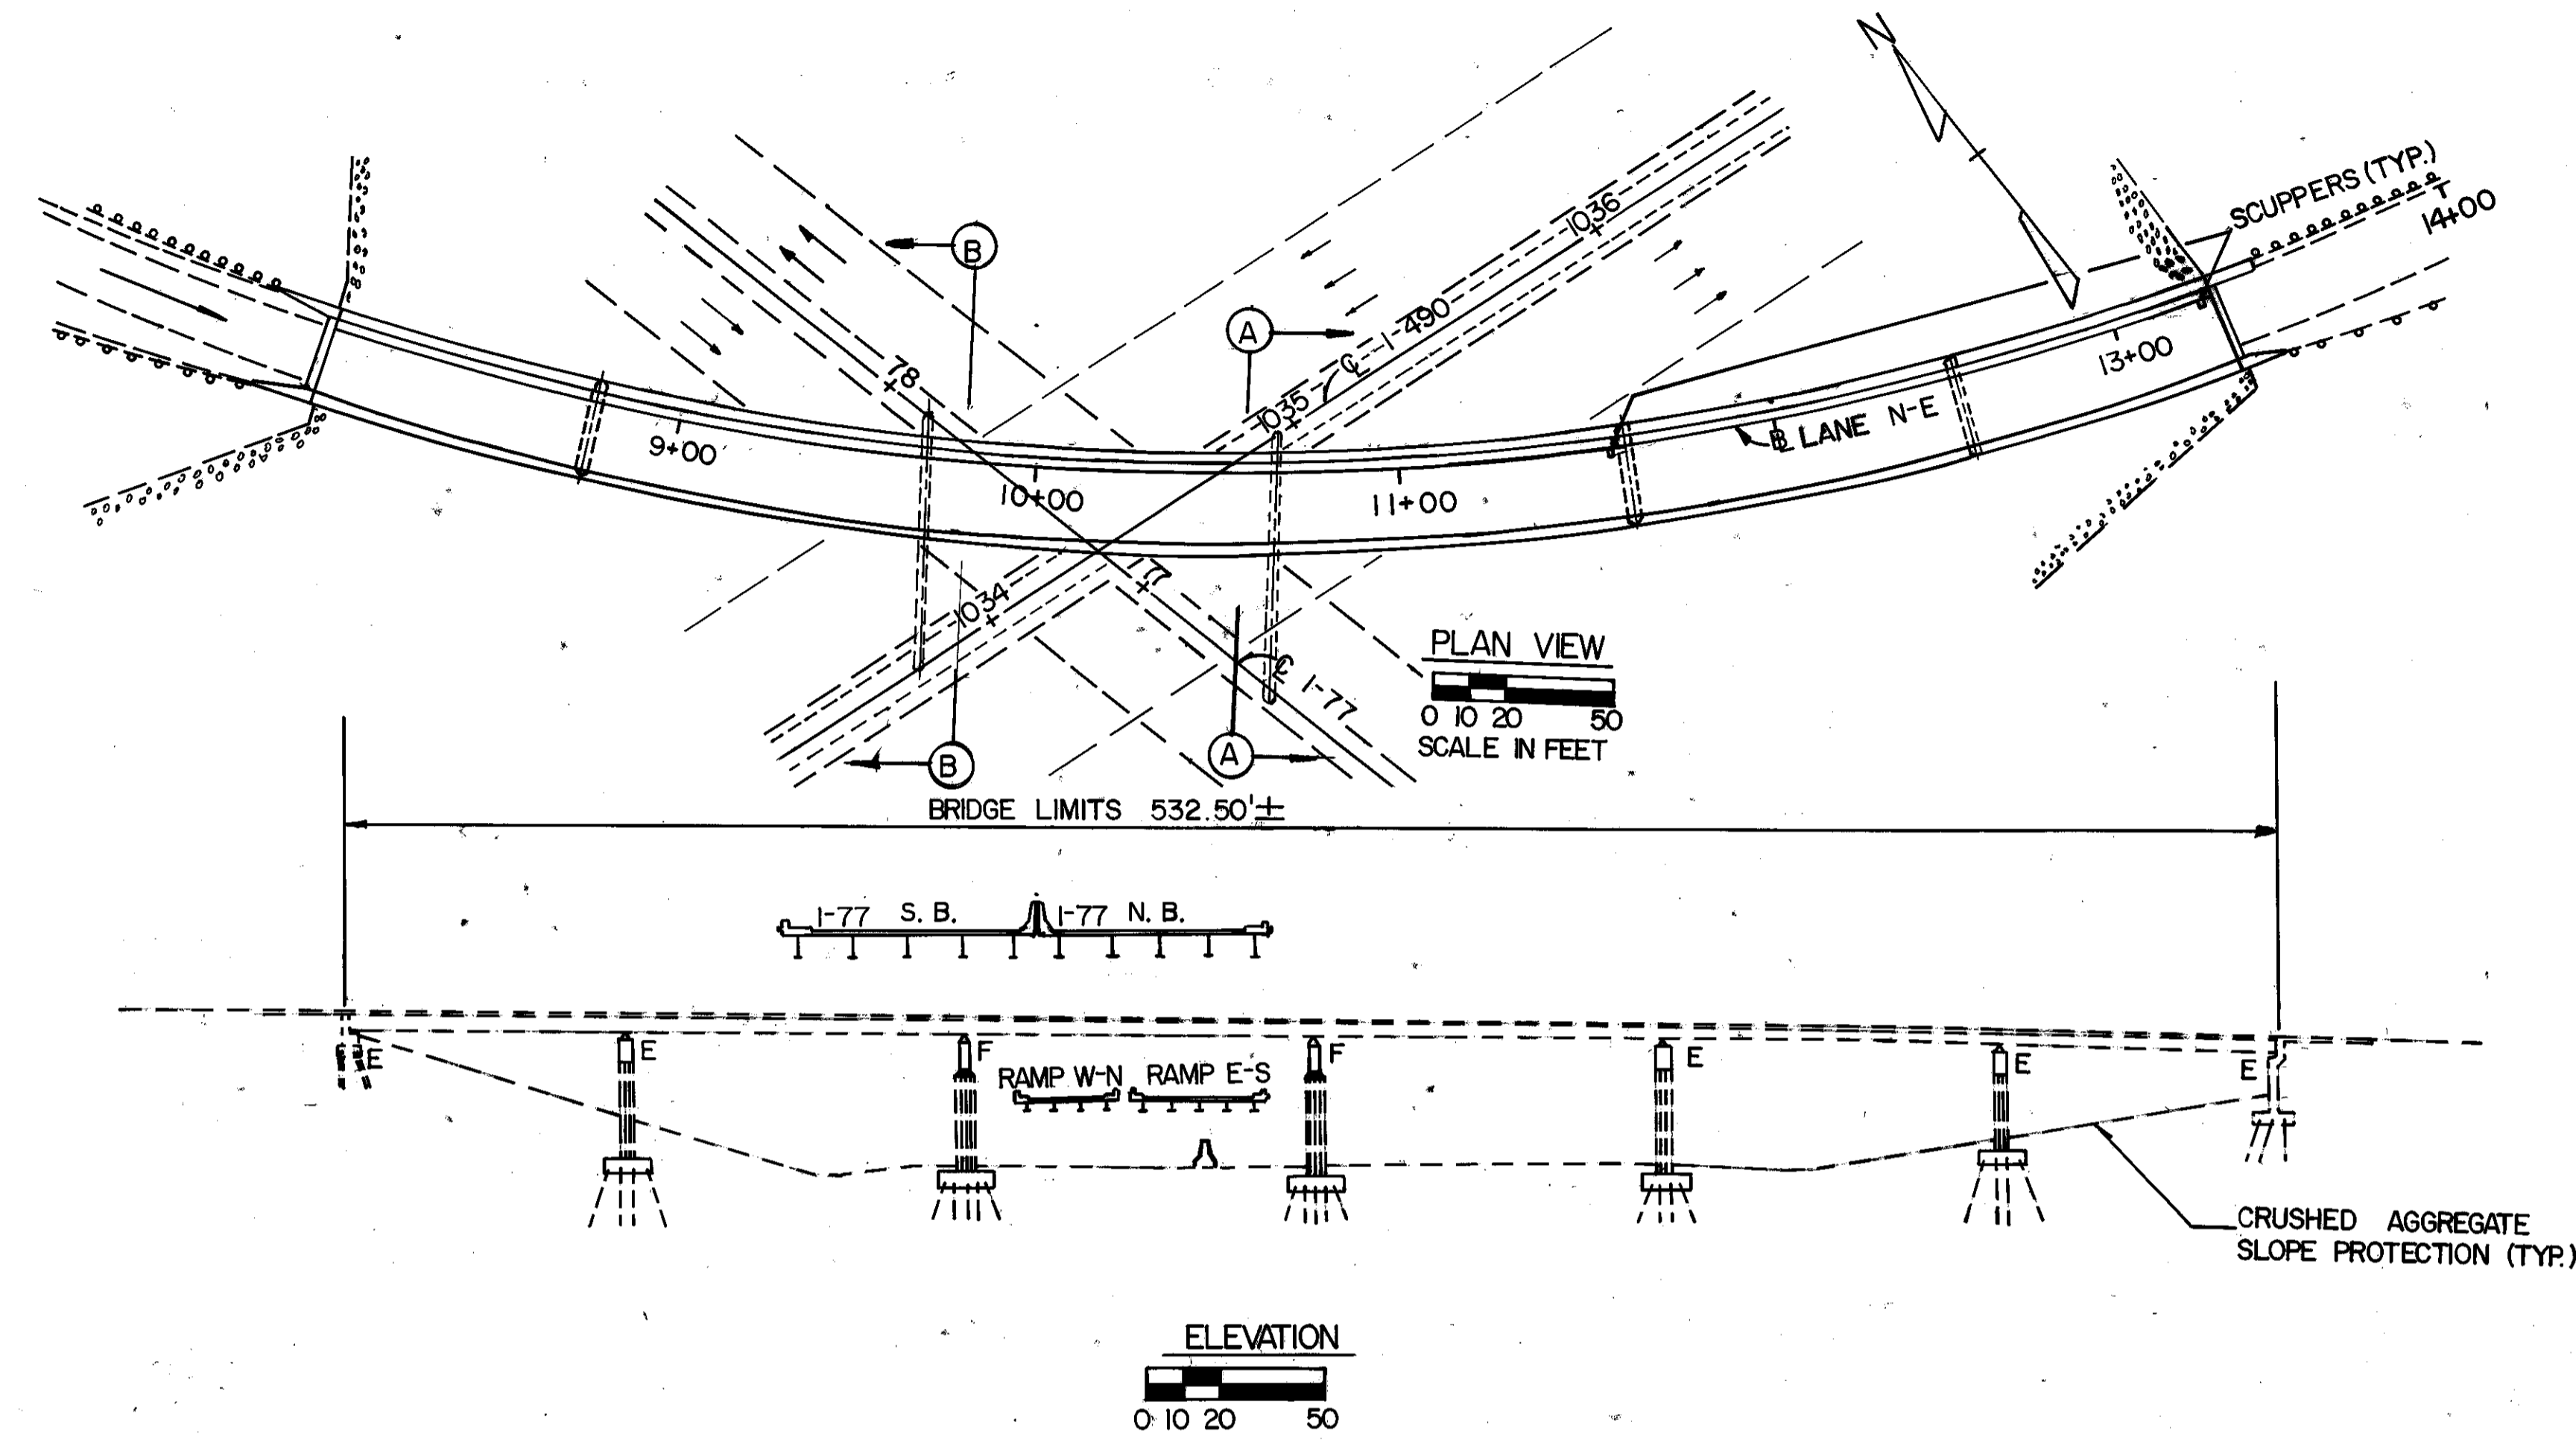 N
SCUPPERS (TYP.)
14+00
B
A
1036
℄ I-490
1035
78
13+00
℄ LANE N-E
9+00
10+00
11+00
77
1034
℄ I-77
B
A
PLAN VIEW
0 10 20 50
SCALE IN FEET
BRIDGE LIMITS 532.50'±
I-77 S.B. I-77 N.B.
E E F F E E E
RAMP W-N RAMP E-S
CRUSHED AGGREGATE
SLOPE PROTECTION (TYP.)
ELEVATION
0 10 20 50